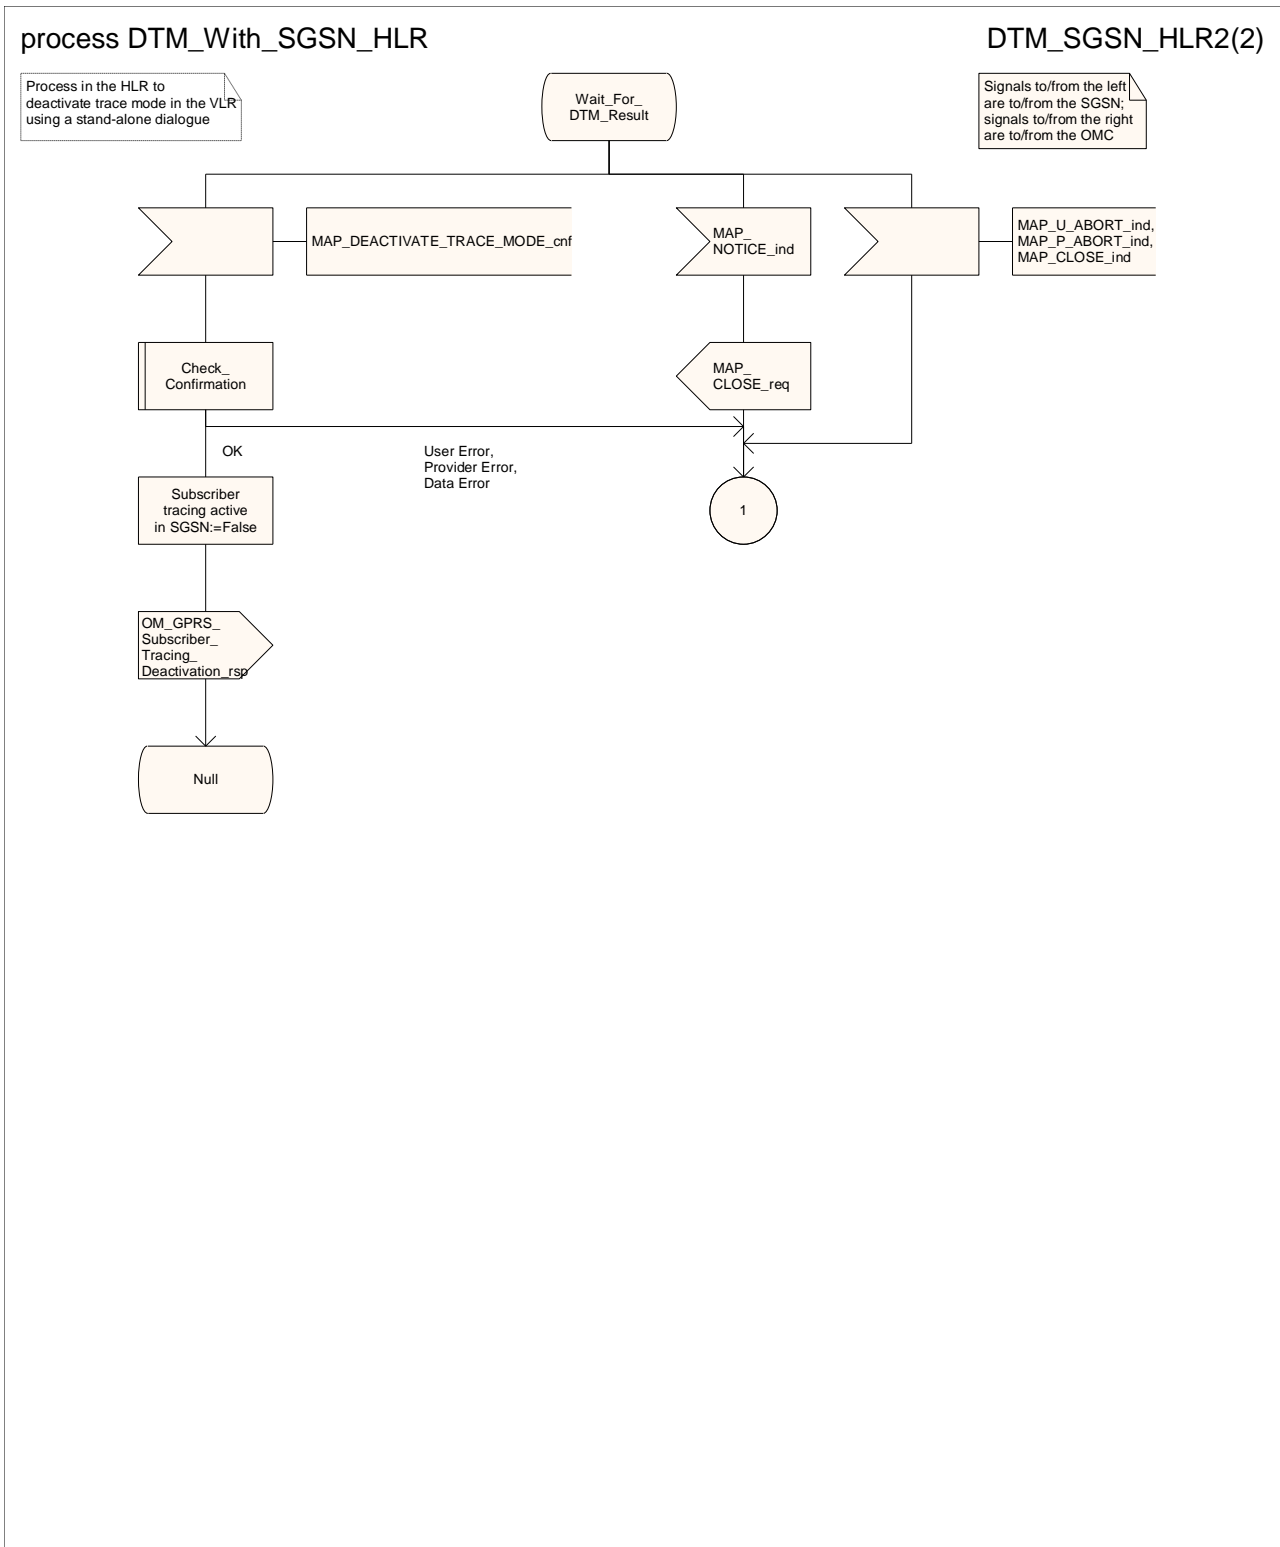 process DTM_With_SGSN_HLR
DTM_SGSN_HLR2(2)
Process in the HLR to
deactivate trace mode in the VLR
using a stand-alone dialogue
Wait_For_
DTM_Result
Signals to/from the left
are to/from the SGSN;
signals to/from the right
are to/from the OMC
MAP_DEACTIVATE_TRACE_MODE_cnf
MAP_
NOTICE_ind
MAP_U_ABORT_ind,
MAP_P_ABORT_ind,
MAP_CLOSE_ind
Check_
Confirmation
MAP_
CLOSE_req
OK
User Error,
Provider Error,
Data Error
Subscriber
tracing active
in SGSN:=False
1
OM_GPRS_
Subscriber_
Tracing_
Deactivation_rsp
Null